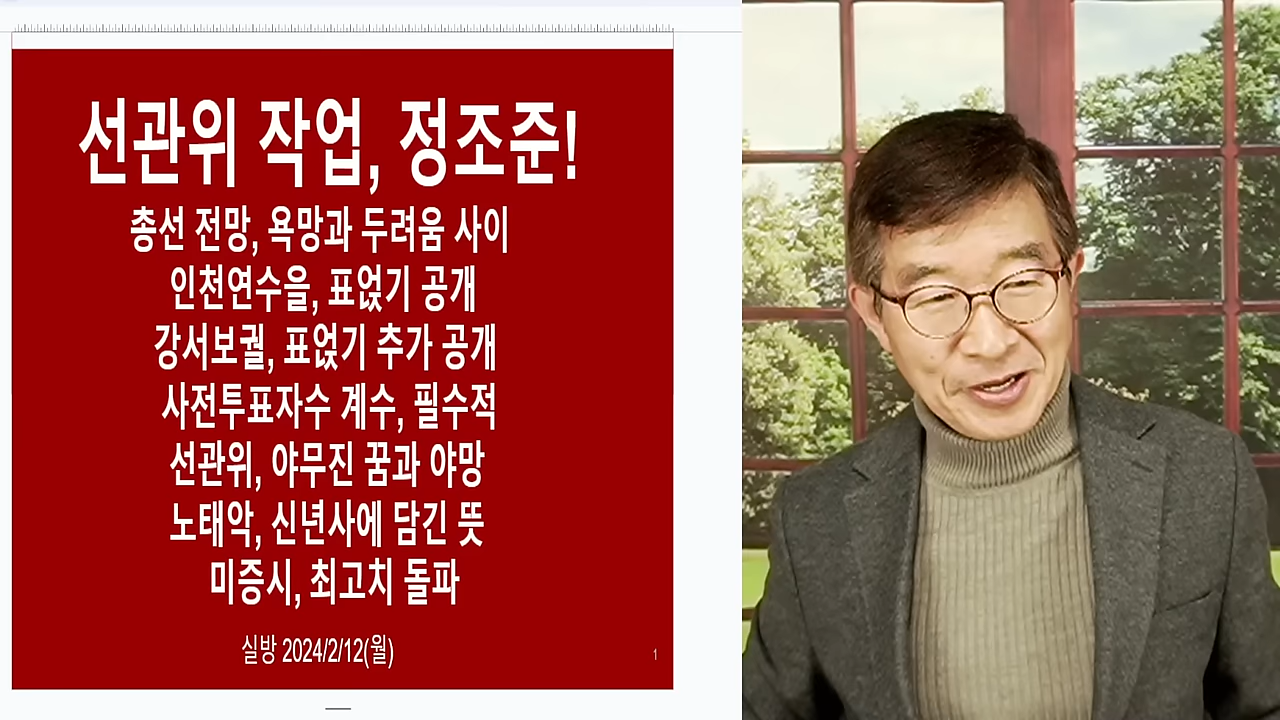 선관위 작업, 정조준!
총선 전망, 욕망과 두려움 사이
인천연수을, 표얹기 공개
강서보궐, 표얹기 추가 공개
사전투표자수 계수, 필수적
선관위, 야무진 꿈과 야망
노태악, 신년사에 담긴 뜻
미증시, 최고치 돌파
실방 2024/2/12(월)
1